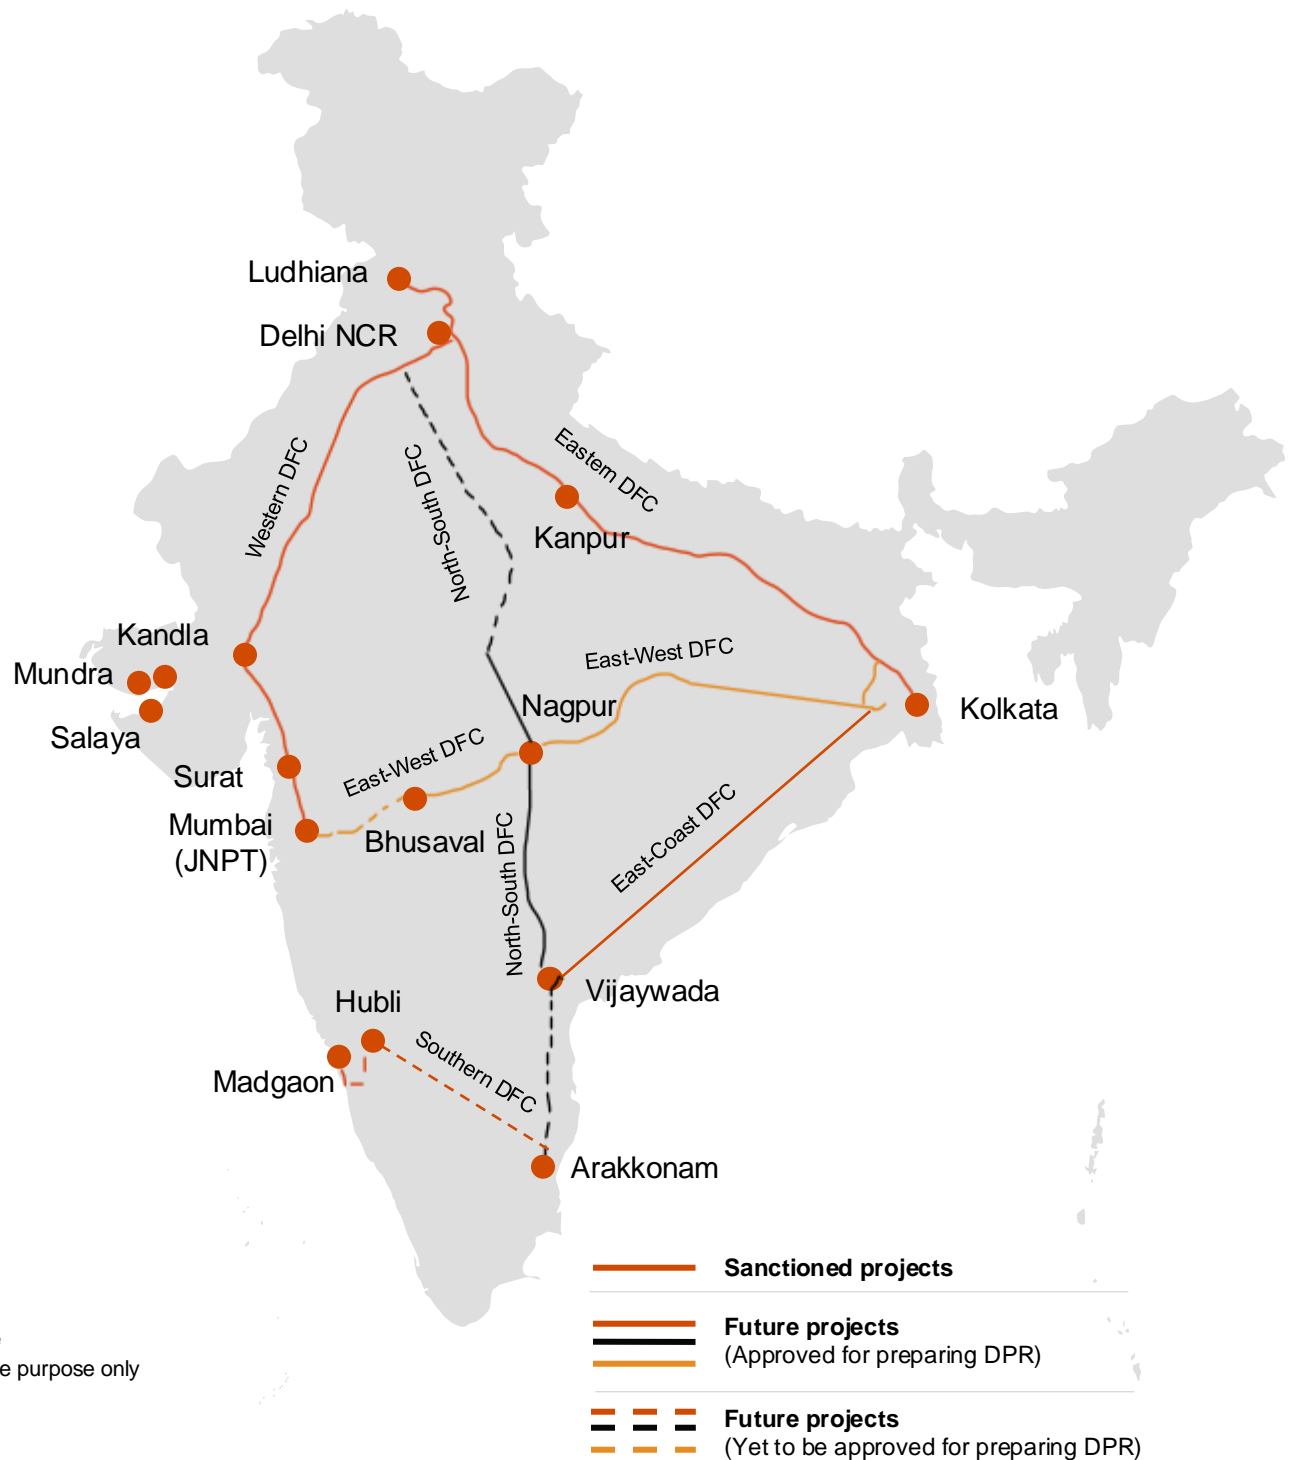 Ludhiana
Delhi NCR
Western DFC
North-South DFC
Eastern DFC
Kanpur
Kandla
Mundra
Salaya
East-West DFC
Nagpur
Kolkata
Surat
East-West DFC
Mumbai
(JNPT)
Bhusaval
North-South DFC
East-Coast DFC
Vijaywada
Hubli
Madgaon
Southern DFC
Arakkonam
Sanctioned projects
Future projects
(Approved for preparing DPR)
purpose only
Future projects
(Yet to be approved for preparing DPR)